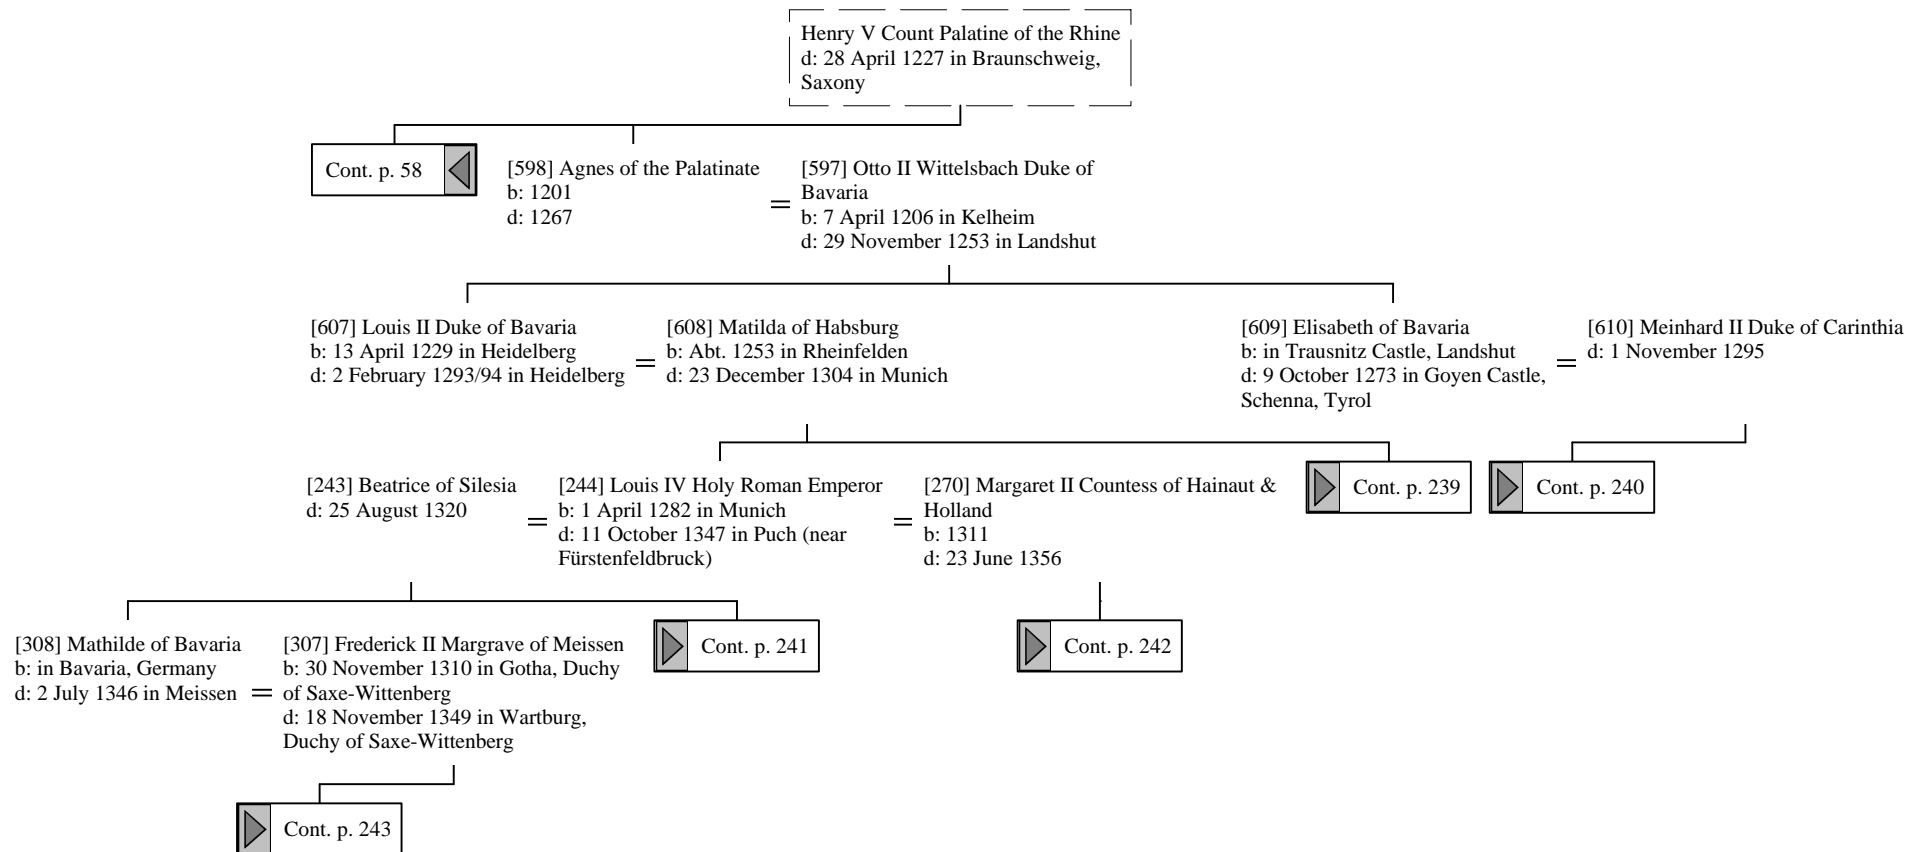 Henry V Count Palatine of the Rhine
d: 28 April 1227 in Braunschweig,
Saxony
Cont. p. 58
[598] Agnes of the Palatinate
b: 1201
d: 1267
=
[597] Otto II Wittelsbach Duke of
Bavaria
b: 7 April 1206 in Kelheim
d: 29 November 1253 in Landshut
[607] Louis II Duke of Bavaria
b: 13 April 1229 in Heidelberg
d: 2 February 1293/94 in Heidelberg
=
[608] Matilda of Habsburg
b: Abt. 1253 in Rheinfelden
d: 23 December 1304 in Munich
[609] Elisabeth of Bavaria
b: in Trausnitz Castle, Landshut
d: 9 October 1273 in Goyen Castle,
Schenna, Tyrol
=
[610] Meinhard II Duke of Carinthia
d: 1 November 1295
[243] Beatrice of Silesia
d: 25 August 1320
=
[244] Louis IV Holy Roman Emperor
b: 1 April 1282 in Munich
d: 11 October 1347 in Puch (near
Fürstenfeldbruck)
=
[270] Margaret II Countess of Hainaut &
Holland
b: 1311
d: 23 June 1356
Cont. p. 239
Cont. p. 240
[308] Mathilde of Bavaria
b: in Bavaria, Germany
d: 2 July 1346 in Meissen
=
[307] Frederick II Margrave of Meissen
b: 30 November 1310 in Gotha, Duchy
of Saxe-Wittenberg
d: 18 November 1349 in Wartburg,
Duchy of Saxe-Wittenberg
Cont. p. 241
Cont. p. 242
Cont. p. 243